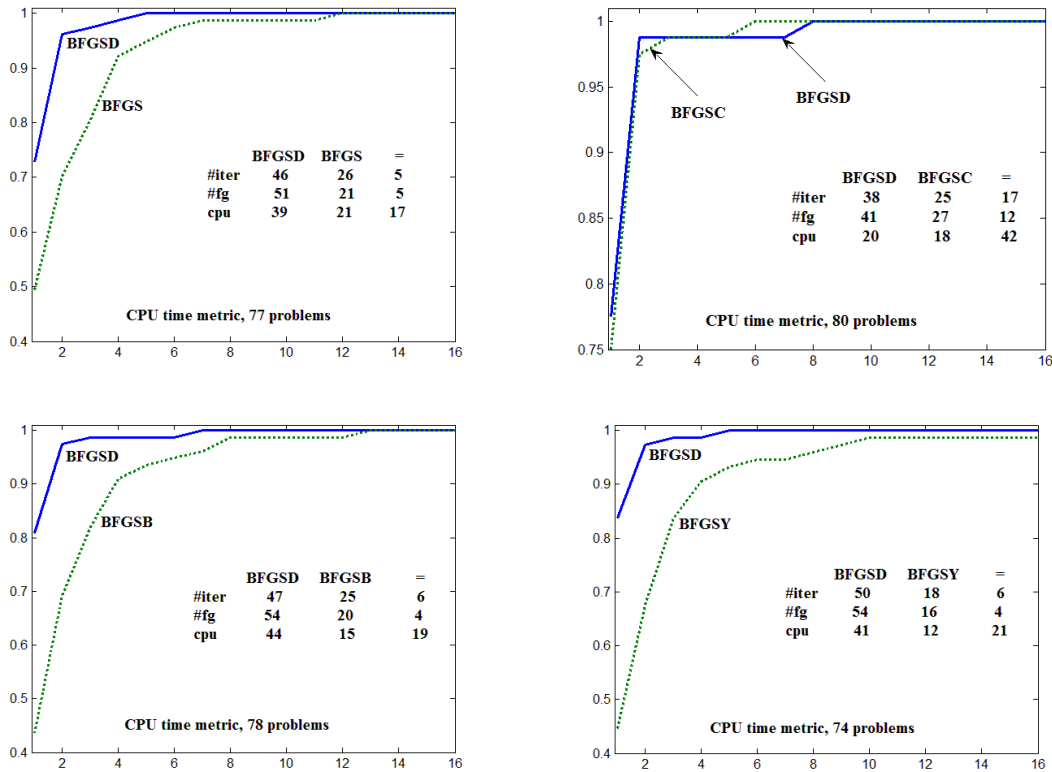 1
0.9
0.8
0.7
0.6
0.5
0.4
BFGSD
BFGS
BFGSD BFGS =
#iter 46 26 5
#fg 51 21 5
cpu 39 21 17
CPU time metric, 77 problems
2 4 6 8 10 12 14 16
1
0.95
0.9
0.85
0.8
0.75
BFGSC
BFGSD
BFGSD BFGSC =
#iter 38 25 17
#fg 41 27 12
cpu 20 18 42
CPU time metric, 80 problems
2 4 6 8 10 12 14 16
1
0.9
0.8
0.7
0.6
0.5
0.4
BFGSD
BFGSB
BFGSD BFGSB =
#iter 47 25 6
#fg 54 20 4
cpu 44 15 19
CPU time metric, 78 problems
2 4 6 8 10 12 14 16
1
0.9
0.8
0.7
0.6
0.5
0.4
BFGSD
BFGSY
BFGSD BFGSY =
#iter 50 18 6
#fg 54 16 4
cpu 41 12 21
CPU time metric, 74 problems
2 4 6 8 10 12 14 16